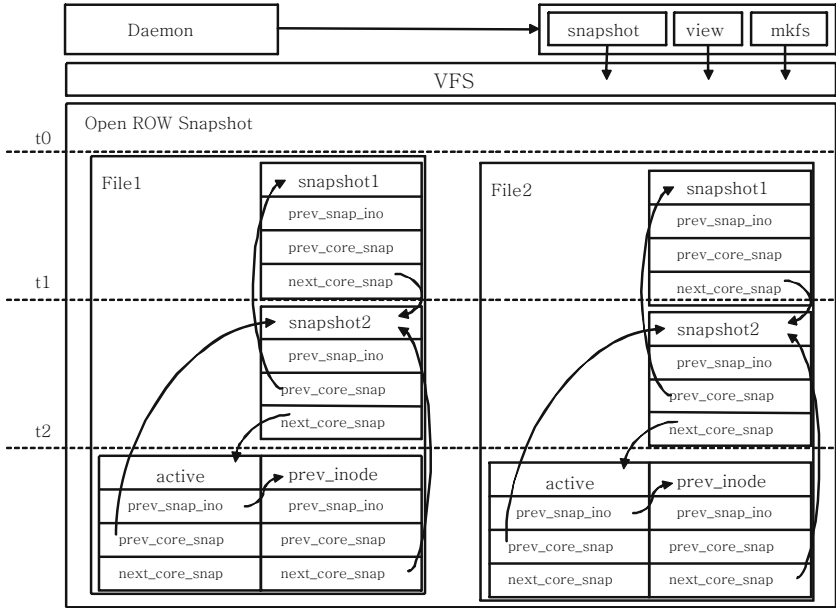 Daemon
snapshot view mkfs
VFS
Open ROW Snapshot
t0
File1
snapshot1
prev_snap_ino
prev_core_snap
next_core_snap
t1
snapshot2
prev_snap_ino
prev_core_snap
next_core_snap
t2
active prev_inode
prev_snap_ino prev_snap_ino
prev_core_snap prev_core_snap
next_core_snap next_core_snap
File2
snapshot1
prev_snap_ino
prev_core_snap
next_core_snap
snapshot2
prev_snap_ino
prev_core_snap
next_core_snap
active prev_inode
prev_snap_ino prev_snap_ino
prev_core_snap prev_core_snap
next_core_snap next_core_snap